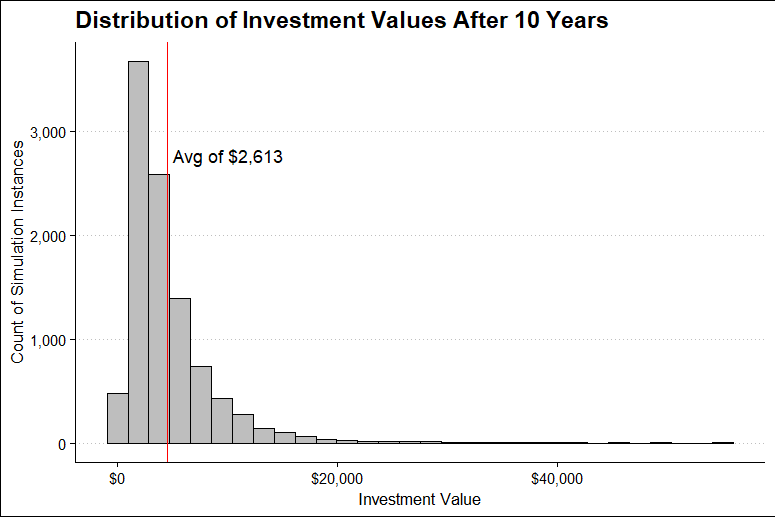 Distribution of Investment Values After 10 Years
Count of Simulation Instances
3,000
2,000
1,000
0
Avg of $2,613
$0
$20,000
$40,000
Investment Value